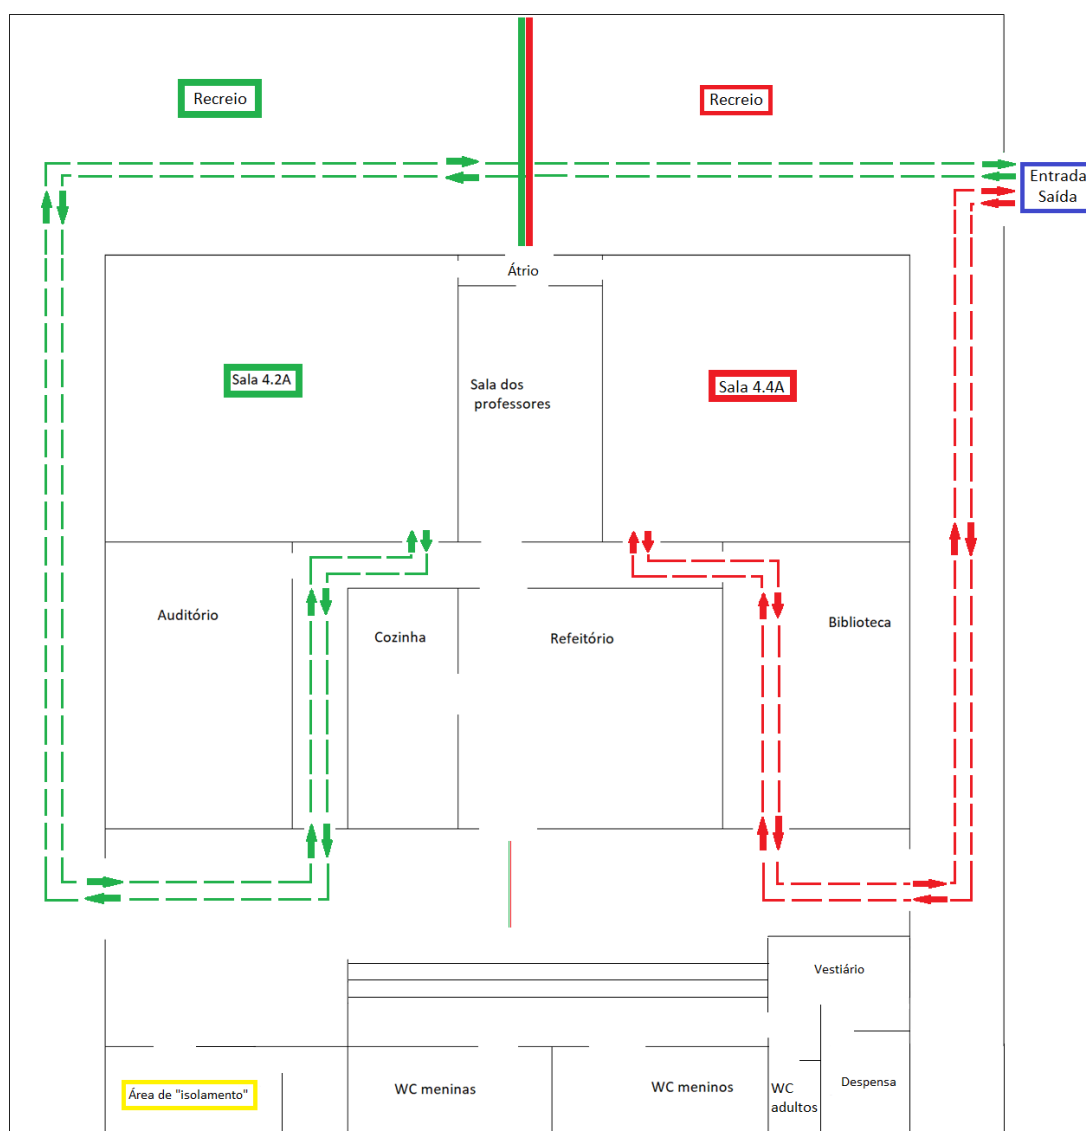 Recreio
Recreio
Entrada
Saída
Átrio
Sala 4.2A
Sala dos
professores
Sala 4.4A
Auditório
Cozinha
Refeitório
Biblioteca
Vestiário
Área de "isolamento"
WC meninas
WC meninos
WC
adultos
Despensa